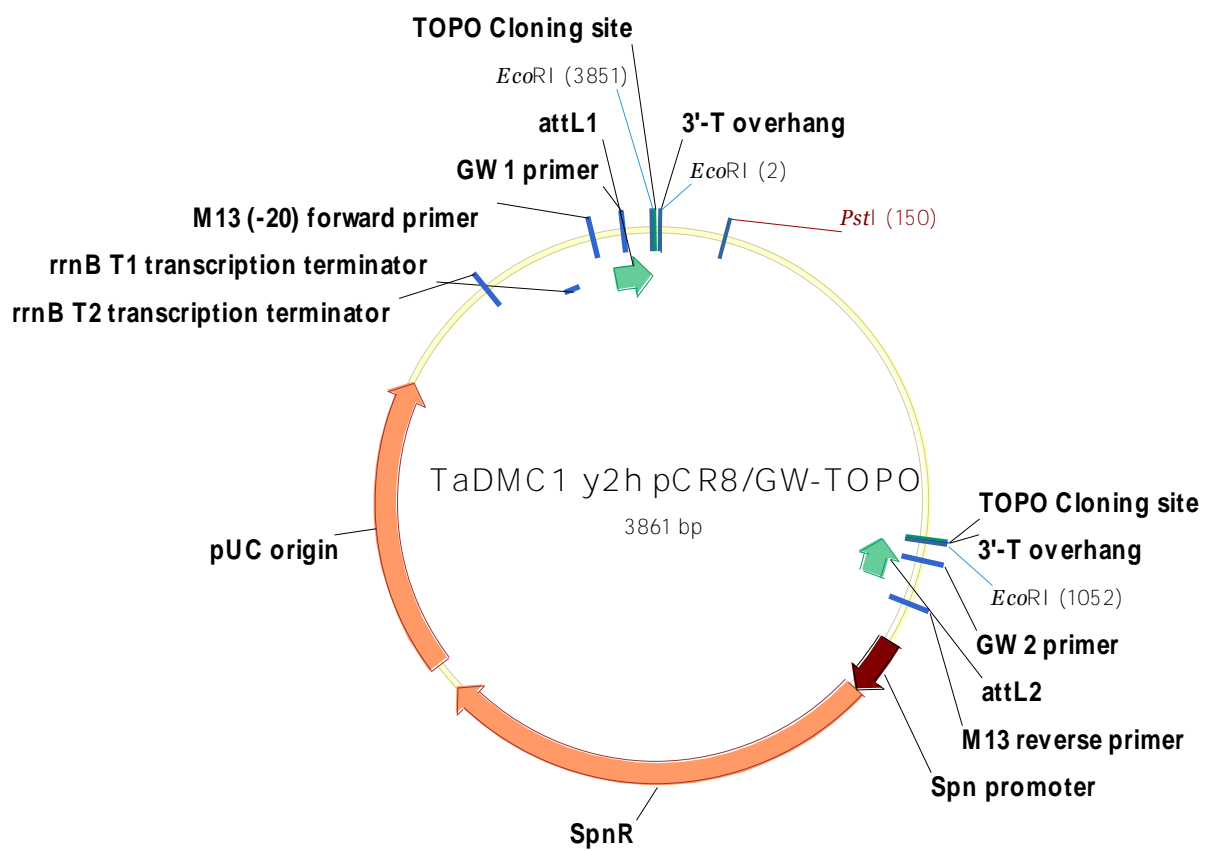 TOPO Cloning site
EcoRI (3851)
attL1
3'-T overhang
GW 1 primer
EcoRI (2)
M13 (-20) forward primer
PstI (150)
rrnB T1 transcription terminator
rrnB T2 transcription terminator
TaDMC1 y2h pCR8/GW-TOPO
3861 bp
TOPO Cloning site
pUC origin
3'-T overhang
EcoRI (1052)
GW 2 primer
attL2
M13 reverse primer
Spn promoter
SpnR